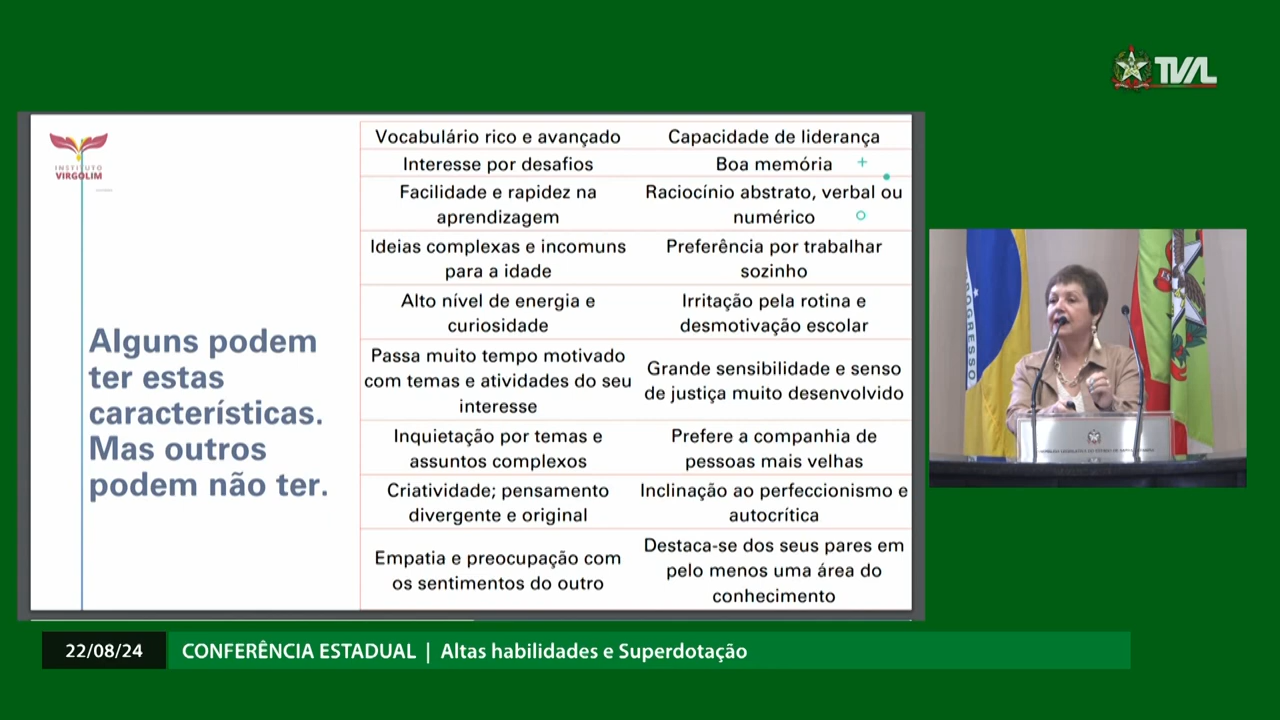 TVAL
INSTITUTO
VIRGOLIM
Alguns podem
ter estas
características.
Mas outros
podem não ter.
Vocabulário rico e avançado
Capacidade de liderança
Interesse por desafios
Boa memória
Facilidade e rapidez na
aprendizagem
Raciocínio abstrato, verbal ou
numérico
Ideias complexas e incomuns
para a idade
Preferência por trabalhar
sozinho
Alto nível de energia e
curiosidade
Irritação pela rotina e
desmotivação escolar
Passa muito tempo motivado
com temas e atividades do seu
interesse
Grande sensibilidade e senso
de justiça muito desenvolvido
Inquietação por temas e
assuntos complexos
Prefere a companhia de
pessoas mais velhas
Criatividade; pensamento
divergente e original
Inclinação ao perfeccionismo e
autocrítica
Empatia e preocupação com
os sentimentos do outro
Destaca-se dos seus pares em
pelo menos uma área do
conhecimento
PROGRESSO
22/08/24
CONFERÊNCIA ESTADUAL | Altas habilidades e Superdotação